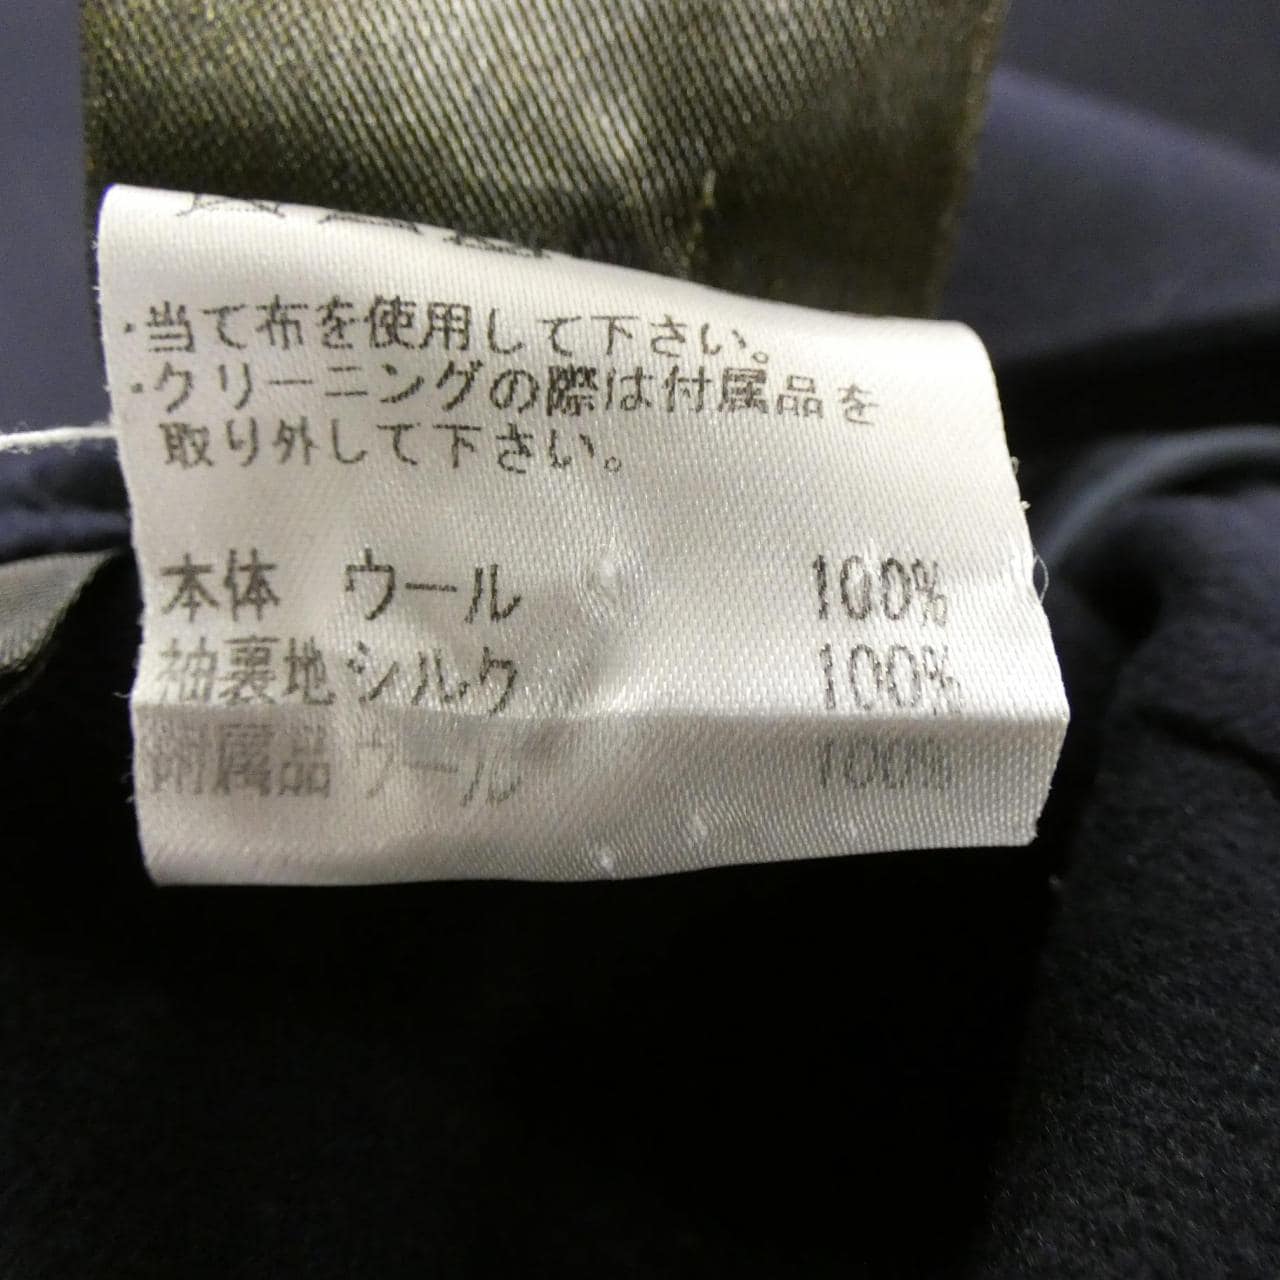 ・当て布を使用して下さい。
・クリーニングの際は付属品を
取り外して下さい。
本体 ウール 100%
袖裏地 シルク 100%
附属品 ウール 100%